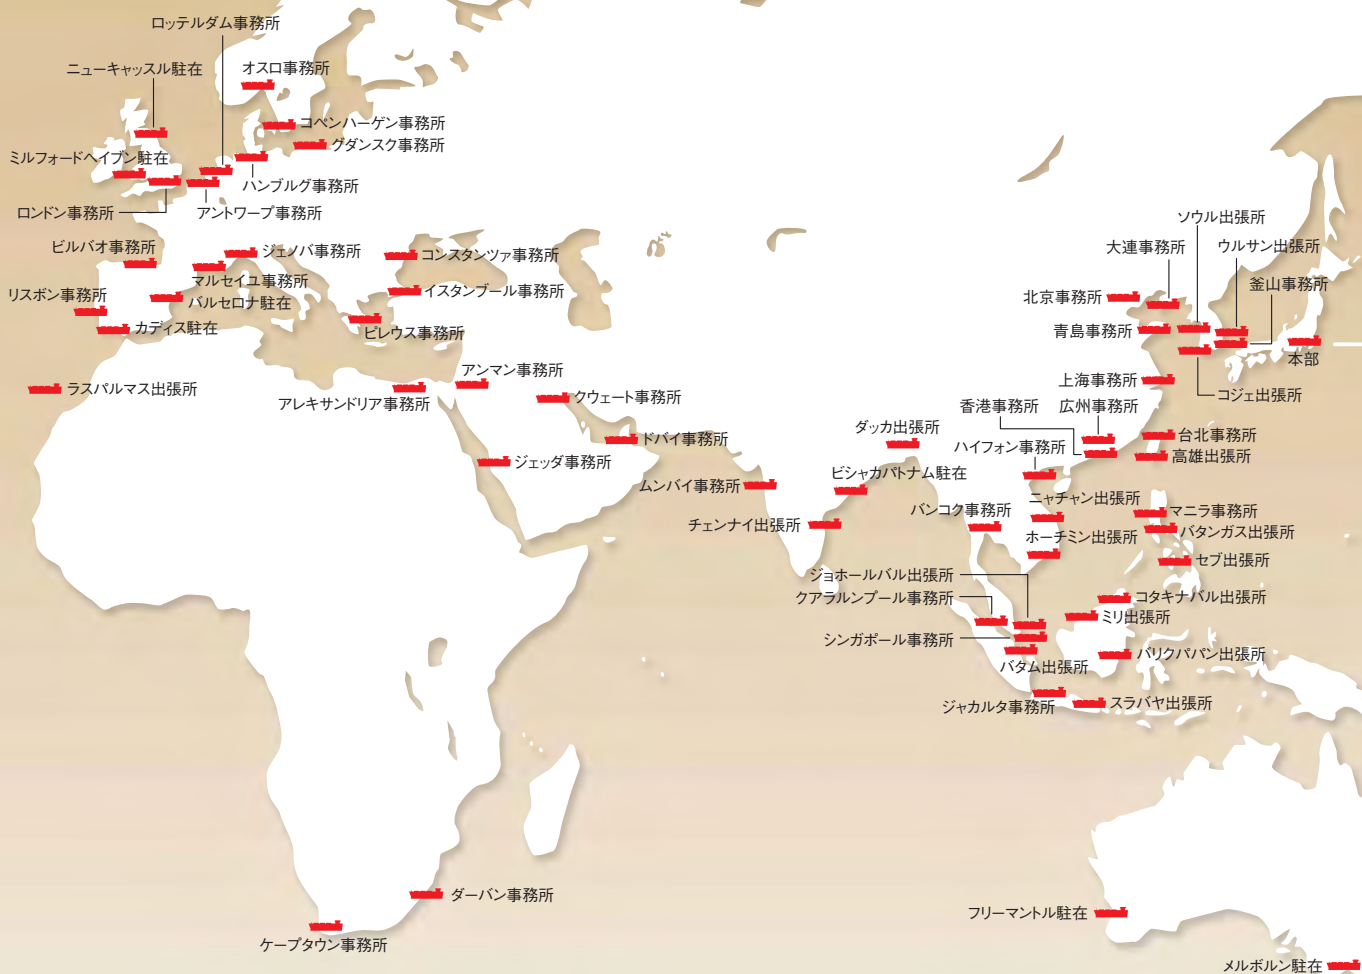 ロッテルダム事務所
ニューキャッスル駐在
オスロ事務所
コペンハーゲン事務所
グダンスク事務所
ミルフォードヘイブン駐在
ハンブルグ事務所
ロンドン事務所
アントワープ事務所
ビルバオ事務所
ジェノバ事務所
コンスタンツァ事務所
マルセイユ事務所
イスタンブール事務所
リスボン事務所
バルセロナ駐在
カディス駐在
ピレウス事務所
アンマン事務所
ラスパルマス出張所
アレキサンドリア事務所
クウェート事務所
ドバイ事務所
ジェッダ事務所
ソウル出張所
大連事務所
ウルサン出張所
釜山事務所
北京事務所
青島事務所
本部
上海事務所
コジェ出張所
香港事務所
広州事務所
ダッカ出張所
台北事務所
ハイフォン事務所
高雄出張所
ビシャカパトナム駐在
ムンバイ事務所
ニャチャン出張所
バンコク事務所
マニラ事務所
チェンナイ出張所
バタンガス出張所
ホーチミン出張所
セブ出張所
ジョホールバル出張所
クアラルンプール事務所
コタキナバル出張所
ミリ出張所
シンガポール事務所
バリクパパン出張所
バタム出張所
ジャカルタ事務所
スラバヤ出張所
ダーバン事務所
フリーマントル駐在
ケープタウン事務所
メルボルン駐在